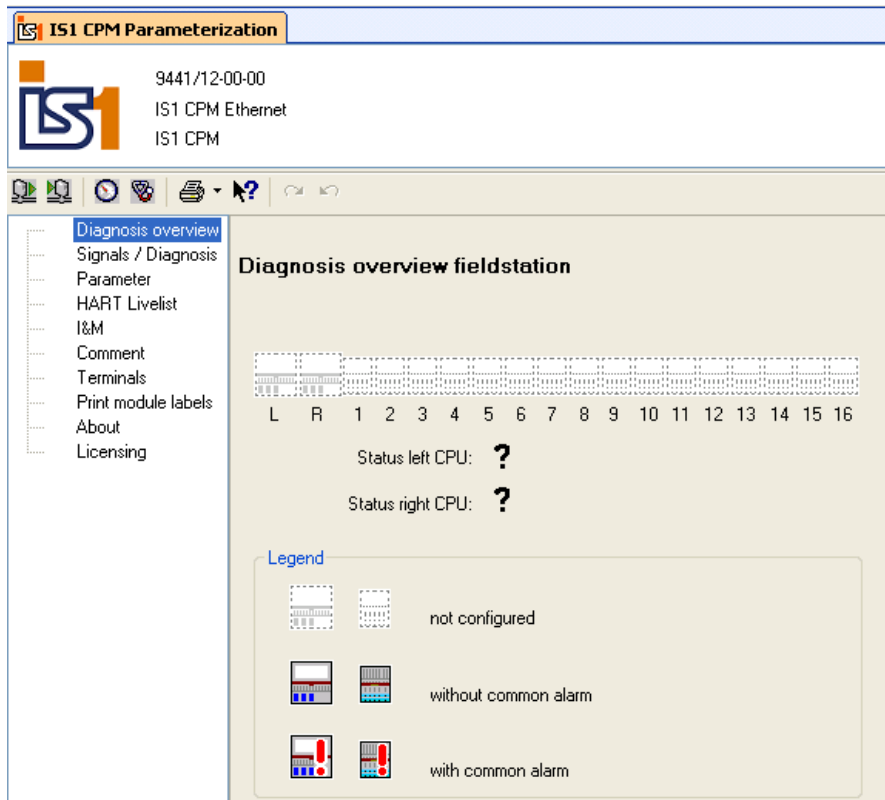 IS1 IS1 CPM Parameterization
IS1
9441/12-00-00
IS1 CPM Ethernet
IS1 CPM
Diagnosis overview
Signals / Diagnosis
Parameter
HART Livelist
I&M
Comment
Terminals
Print module labels
About
Licensing
Diagnosis overview fieldstation
L R 1 2 3 4 5 6 7 8 9 10 11 12 13 14 15 16
Status left CPU: ?
Status right CPU: ?
Legend
not configured
without common alarm
with common alarm